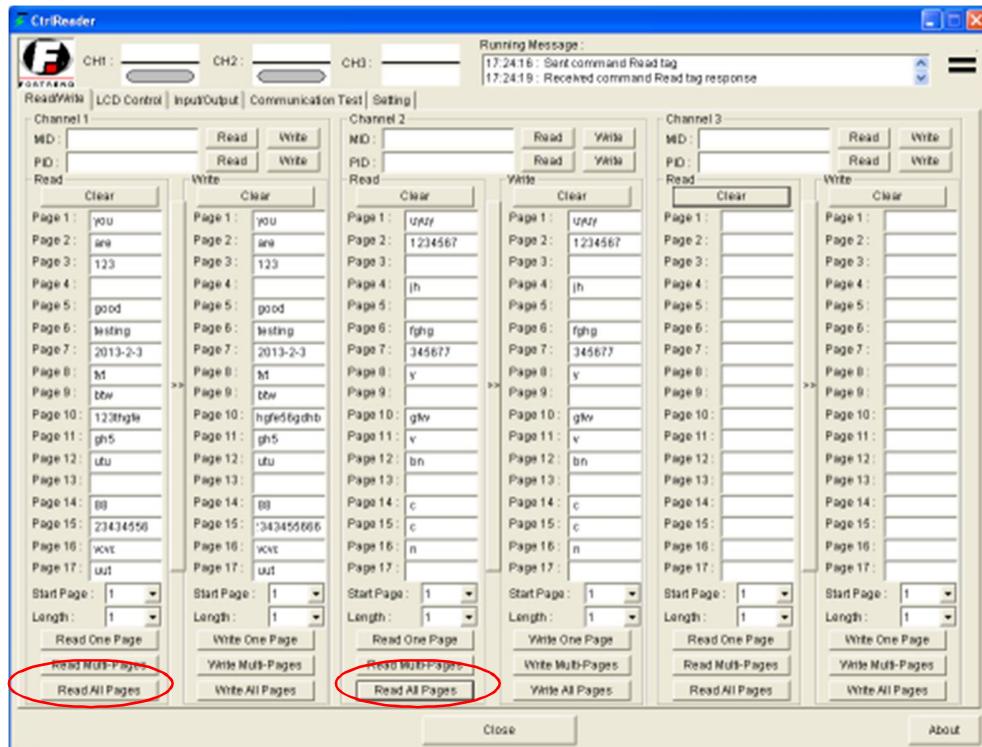 CtrlReader
FORTREND
CH1 :
CH2 :
CH3 :
Running Message :
17:24:16 : Sent command Read tag
17:24:19 : Received command Read tag response
Read/Write LCD Control Input/Output Communication Test Setting
Channel 1 Channel 2 Channel 3
MID : Read Write MID : Read Write MID : Read Write
PID : Read Write PID : Read Write PID : Read Write
Read Write Read Write Read Write
Clear Clear Clear Clear Clear Clear
Page 1 : you Page 1 : you Page 1 : uyuy Page 1 : uyuy Page 1 : Page 1 :
Page 2 : are Page 2 : are Page 2 : 1234567 Page 2 : 1234567 Page 2 : Page 2 :
Page 3 : 123 Page 3 : 123 Page 3 : Page 3 : Page 3 : Page 3 :
Page 4 : Page 4 : Page 4 : jh Page 4 : jh Page 4 : Page 4 :
Page 5 : good Page 5 : good Page 5 : Page 5 : Page 5 : Page 5 :
Page 6 : testing Page 6 : testing Page 6 : fghg Page 6 : fghg Page 6 : Page 6 :
Page 7 : 2013-2-3 Page 7 : 2013-2-3 Page 7 : 345677 Page 7 : 345677 Page 7 : Page 7 :
Page 8 : Page 8 : Page 8 : v Page 8 : v Page 8 : Page 8 :
Page 9 : btw >> Page 9 : btw Page 9 : >> Page 9 : Page 9 : >> Page 9 :
Page 10 : Page 10 : hgfe56gdhb Page 10 : Page 10 : Page 10 : Page 10 :
Page 11 : gh5 Page 11 : gh5 Page 11 : v Page 11 : v Page 11 : Page 11 :
Page 12 : utu Page 12 : utu Page 12 : bn Page 12 : bn Page 12 : Page 12 :
Page 13 : Page 13 : Page 13 : Page 13 : Page 13 : Page 13 :
Page 14 : 88 Page 14 : 88 Page 14 : c Page 14 : c Page 14 : Page 14 :
Page 15 : 23434556 Page 15 : Page 15 : c Page 15 : c Page 15 : Page 15 :
Page 16 : vcvc Page 16 : vcvc Page 16 : n Page 16 : n Page 16 : Page 16 :
Page 17 : uut Page 17 : uut Page 17 : Page 17 : Page 17 : Page 17 :
Start Page : 1 Start Page : 1 Start Page : 1 Start Page : 1 Start Page : 1 Start Page : 1
Length : 1 Length : 1 Length : 1 Length : 1 Length : 1 Length : 1
Read One Page Write One Page Read One Page Write One Page Read One Page Write One Page
Read Multi-Pages Write Multi-Pages Read Multi-Pages Write Multi-Pages Read Multi-Pages Write Multi-Pages
Read All Pages Write All Pages Read All Pages Write All Pages Read All Pages Write All Pages
Close About